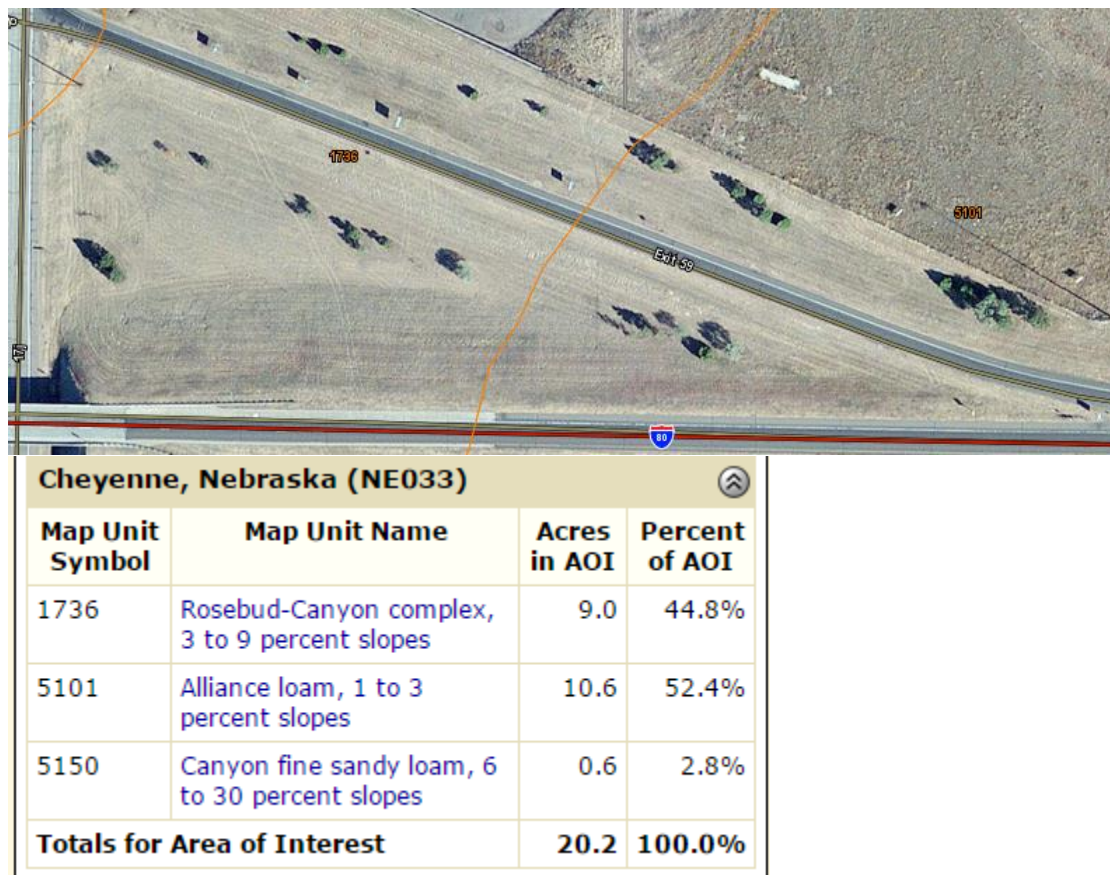 1736
5101
Exit 59
17J
80
Cheyenne, Nebraska (NE033)
Map Unit Symbol Map Unit Name Acres in AOI Percent of AOI
1736 Rosebud-Canyon complex, 3 to 9 percent slopes 9.0 44.8%
5101 Alliance loam, 1 to 3 percent slopes 10.6 52.4%
5150 Canyon fine sandy loam, 6 to 30 percent slopes 0.6 2.8%
Totals for Area of Interest 20.2 100.0%